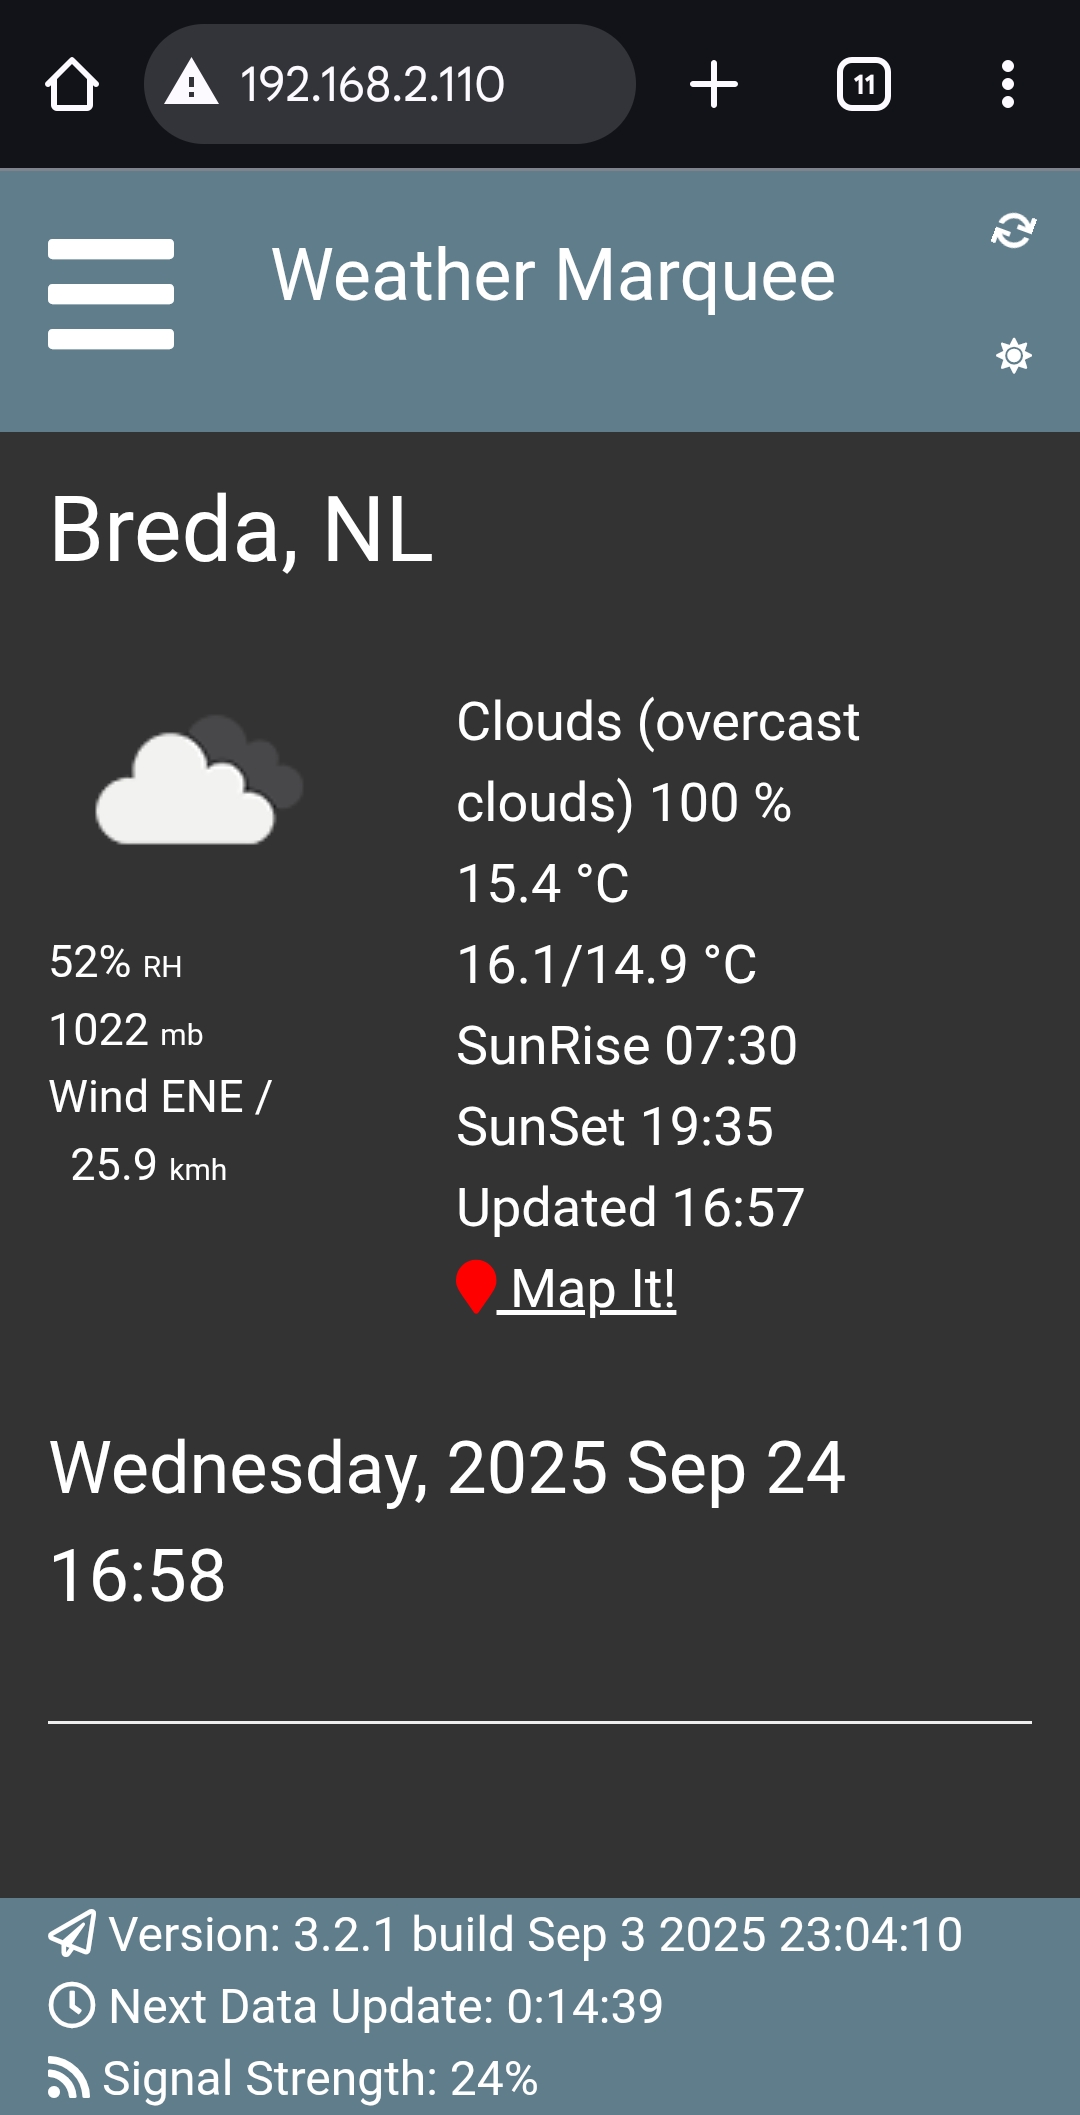 192.168.2.110
11
Weather Marquee
Breda, NL
Clouds (overcast
clouds) 100 %
15.4 °C
16.1/14.9 °C
SunRise 07:30
SunSet 19:35
Updated 16:57
Map It!
52% RH
1022 mb
Wind ENE /
25.9 kmh
Wednesday, 2025 Sep 24
16:58
Version: 3.2.1 build Sep 3 2025 23:04:10
Next Data Update: 0:14:39
Signal Strength: 24%